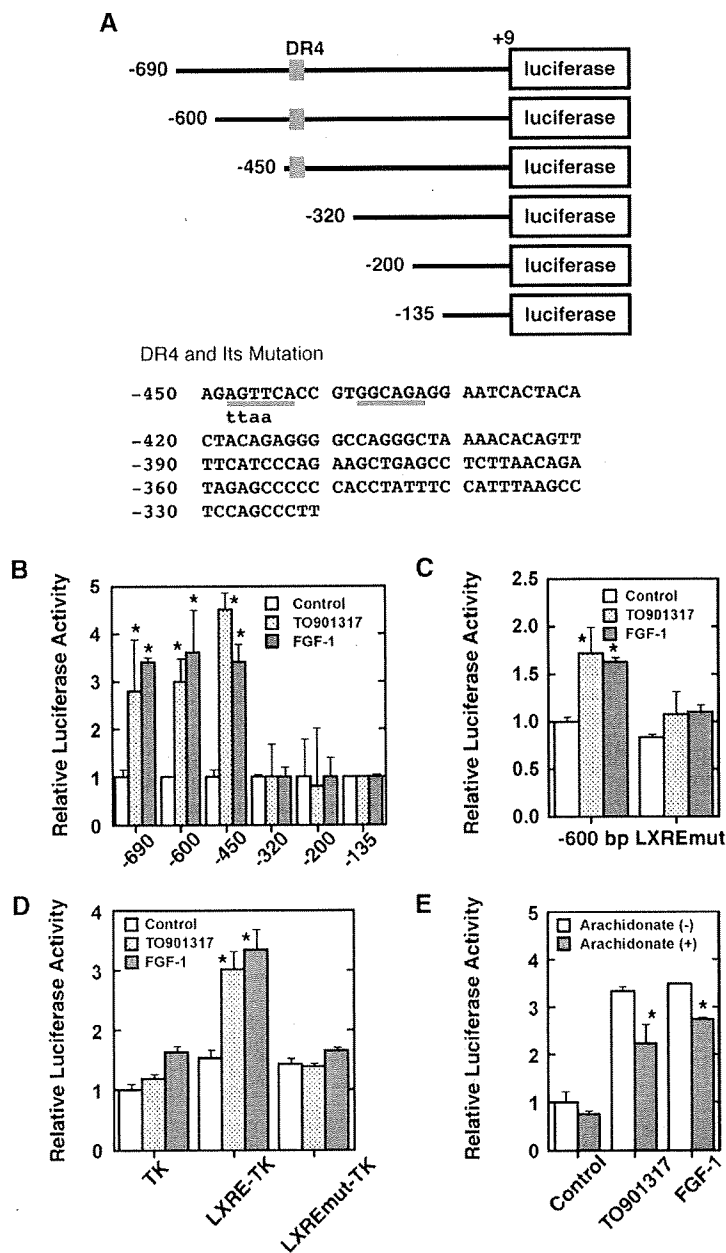 A
DR4
+9
-690
luciferase
-600
luciferase
-450
luciferase
-320
luciferase
-200
luciferase
-135
luciferase
DR4 and Its Mutation
-450 AGAGTTCACC GTGGCAGAGG AATCACTACA
ttaa
-420 CTACAGAGGG GCCAGGGCTA AAACACAGTT
-390 TTCATCCCAG AAGCTGAGCC TCTTAACAGA
-360 TAGAGCCCCC CACCTATTTC CATTTAAGCC
-330 TCCAGCCCTT
B
Relative Luciferase Activity
5
4
3
2
1
0
Control
TO901317
FGF-1
* * * * * *
-690 -600 -450 -320 -200 -135
C
Relative Luciferase Activity
2.5
2.0
1.5
1.0
0.5
0.0
Control
TO901317
FGF-1
* *
-600 bp LXREmut
D
Relative Luciferase Activity
4
3
2
1
0
Control
TO901317
FGF-1
* *
TK LXRE-TK LXREmut-TK
E
Relative Luciferase Activity
5
4
3
2
1
0
Arachidonate (-)
Arachidonate (+)
* *
Control TO901317 FGF-1